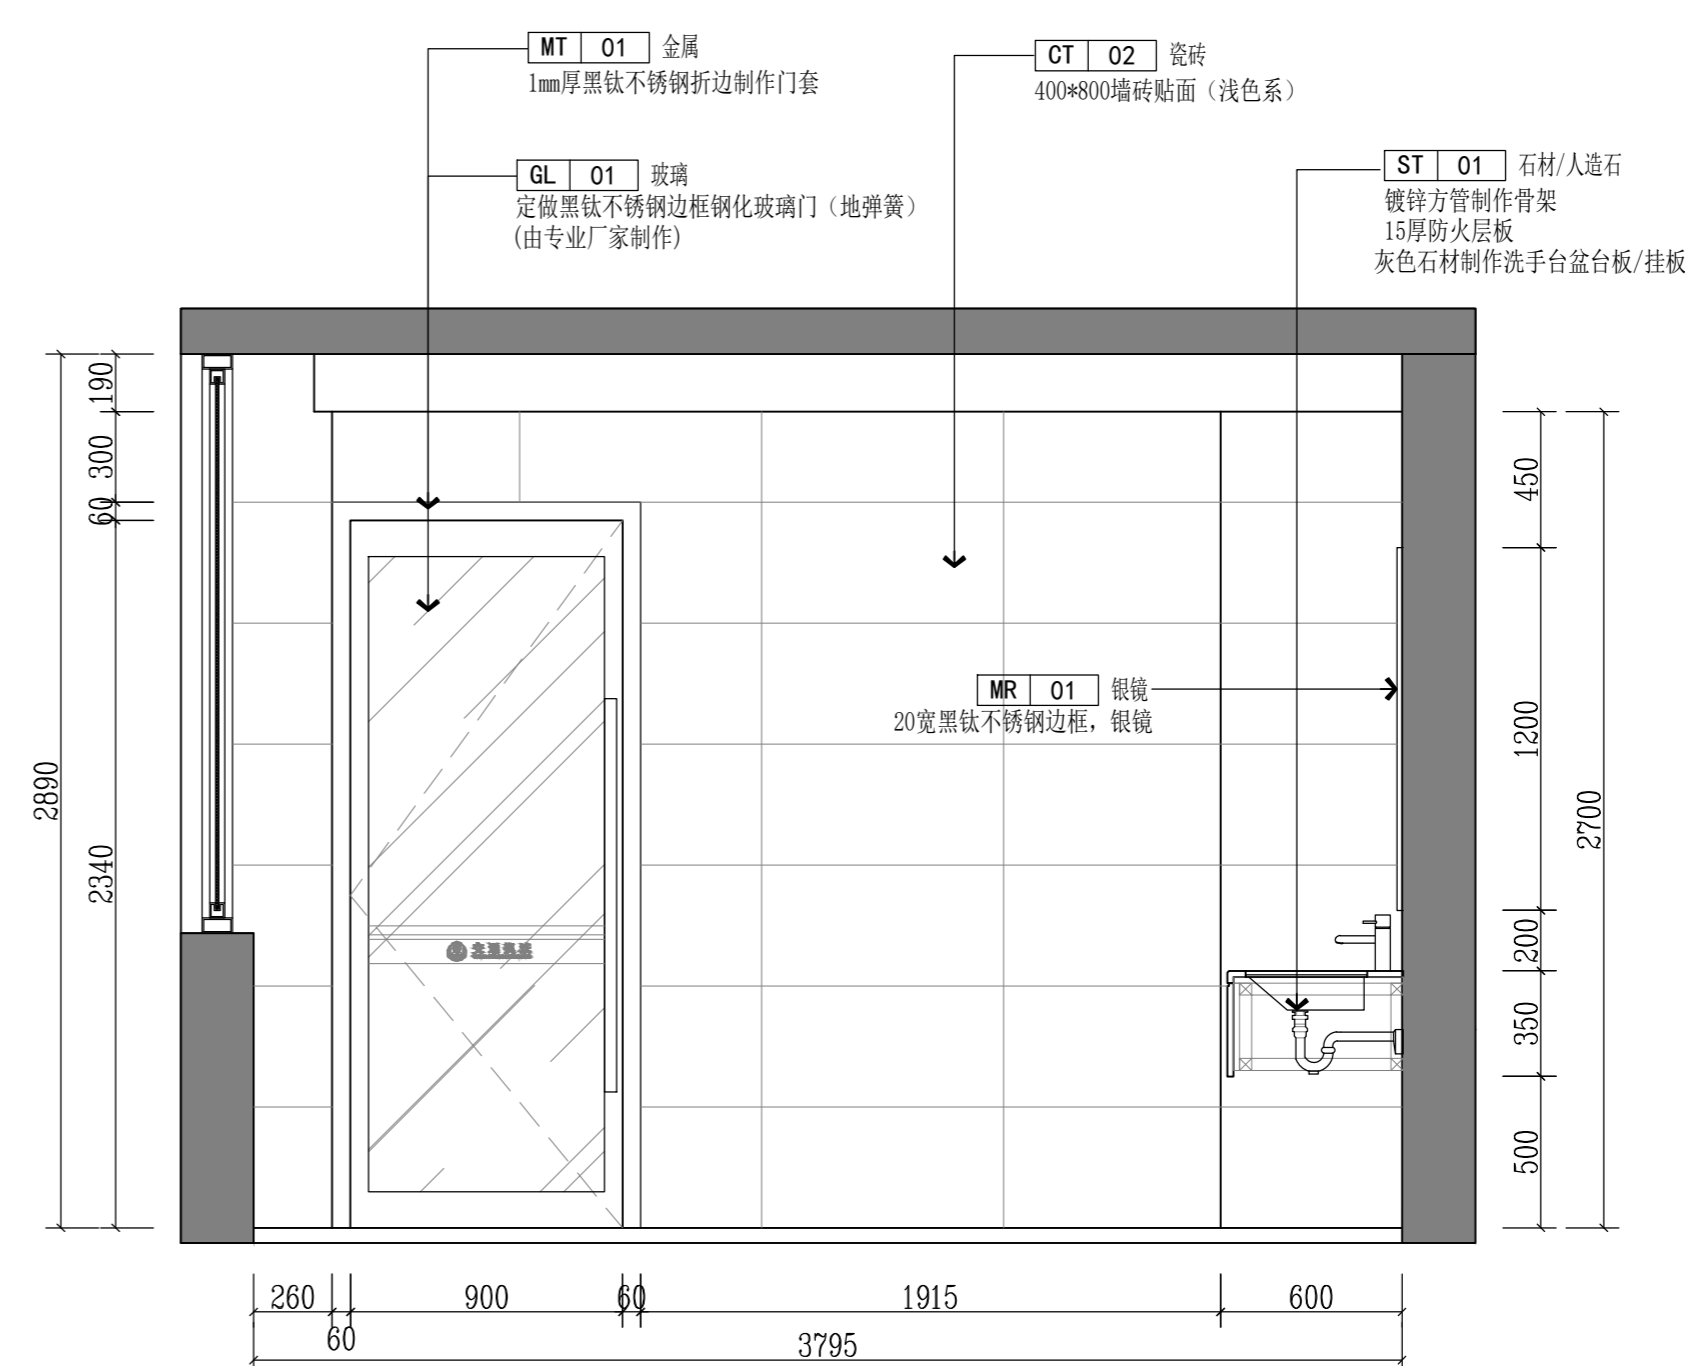 MT 01 金属
1mm厚黑钛不锈钢折边制作门套
CT 02 瓷砖
400*800墙砖贴面（浅色系）
GL 01 玻璃
定做黑钛不锈钢边框钢化玻璃门（地弹簧）
(由专业厂家制作)
ST 01 石材/人造石
镀锌方管制作骨架
15厚防火层板
灰色石材制作洗手台盆台板/挂板
MR 01 银镜
20宽黑钛不锈钢边框，银镜
2890
190
300
60
2340
450
1200
200
350
500
2700
260
60
900
60
1915
600
3795